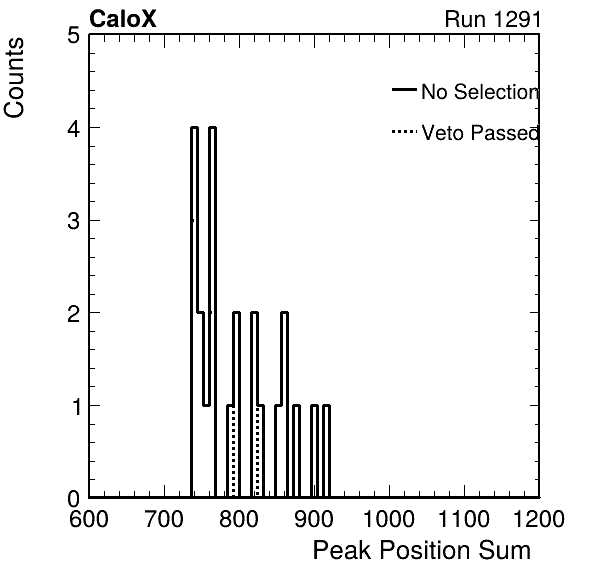 CaloX Run 1291
Counts
5
4
3
2
1
0
No Selection
Veto Passed
600 700 800 900 1000 1100 1200
Peak Position Sum